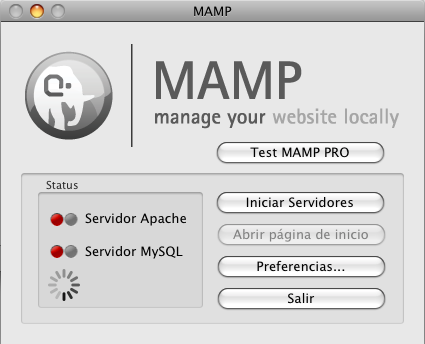 MAMP
MAMP
manage your website locally
Test MAMP PRO
Status
Servidor Apache
Servidor MySQL
Iniciar Servidores
Abrir página de inicio
Preferencias...
Salir